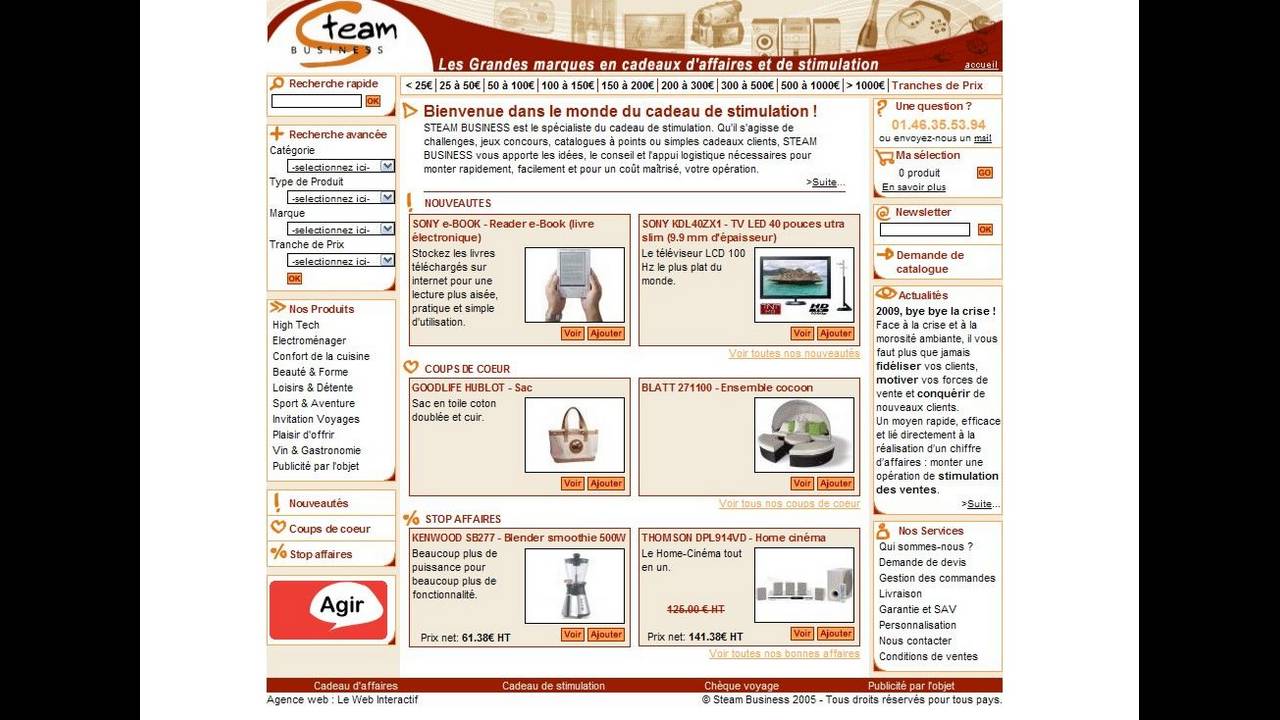 Steam
BUSINESS
Les Grandes marques en cadeaux d'affaires et de stimulation
accueil
Recherche rapide
OK
Recherche avancée
Catégorie
-selectionnez ici-
Type de Produit
-selectionnez ici-
Marque
-selectionnez ici-
Tranche de Prix
-selectionnez ici-
OK
Nos Produits
High Tech
Electroménager
Confort de la cuisine
Beauté & Forme
Loisirs & Détente
Sport & Aventure
Invitation Voyages
Plaisir d'offrir
Vin & Gastronomie
Publicité par l'objet
Nouveautés
Coups de coeur
Stop affaires
Agir
< 25€ | 25 à 50€ | 50 à 100€ | 100 à 150€ | 150 à 200€ | 200 à 300€ | 300 à 500€ | 500 à 1000€ | > 1000€ | Tranches de Prix
Bienvenue dans le monde du cadeau de stimulation !
STEAM BUSINESS est le spécialiste du cadeau de stimulation. Qu'il s'agisse de
challenges, jeux concours, catalogues à points ou simples cadeaux clients, STEAM
BUSINESS vous apporte les idées, le conseil et l'appui logistique nécessaires pour
monter rapidement, facilement et pour un coût maîtrisé, votre opération.
>Suite...
NOUVEAUTES
SONY e-BOOK - Reader e-Book (livre
électronique)
Stockez les livres
téléchargés sur
internet pour une
lecture plus aisée,
pratique et simple
d'utilisation.
Voir Ajouter
SONY KDL40ZX1 - TV LED 40 pouces utra
slim (9.9 mm d'épaisseur)
Le téléviseur LCD 100
Hz le plus plat du
monde.
Voir Ajouter
Voir toutes nos nouveautés
COUPS DE COEUR
GOODLIFE HUBLOT - Sac
Sac en toile coton
doublée et cuir.
Voir Ajouter
BLATT 271100 - Ensemble cocoon
Voir Ajouter
Voir tous nos coups de coeur
STOP AFFAIRES
KENWOOD SB277 - Blender smoothie 500W
Beaucoup plus de
puissance pour
beaucoup plus de
fonctionnalité.
Prix net: 61.38€ HT
Voir Ajouter
THOMSON DPL914VD - Home cinéma
Le Home-Cinéma tout
en un.
125.00 € HT
Prix net: 141.38€ HT
Voir Ajouter
Voir toutes nos bonnes affaires
Une question ?
01.46.35.53.94
ou envoyez-nous un mail
Ma sélection
0 produit
GO
En savoir plus
Newsletter
OK
Demande de
catalogue
Actualités
2009, bye bye la crise !
Face à la crise et à la
morosité ambiante, il vous
faut plus que jamais
fidéliser vos clients,
motiver vos forces de
vente et conquérir de
nouveaux clients.
Un moyen rapide, efficace
et lié directement à la
réalisation d'un chiffre
d'affaires : monter une
opération de stimulation
des ventes.
>Suite...
Nos Services
Qui sommes-nous ?
Demande de devis
Gestion des commandes
Livraison
Garantie et SAV
Personnalisation
Nous contacter
Conditions de ventes
Cadeau d'affaires
Cadeau de stimulation
Chèque voyage
Publicité par l'objet
Agence web : Le Web Interactif
© Steam Business 2005 - Tous droits réservés pour tous pays.